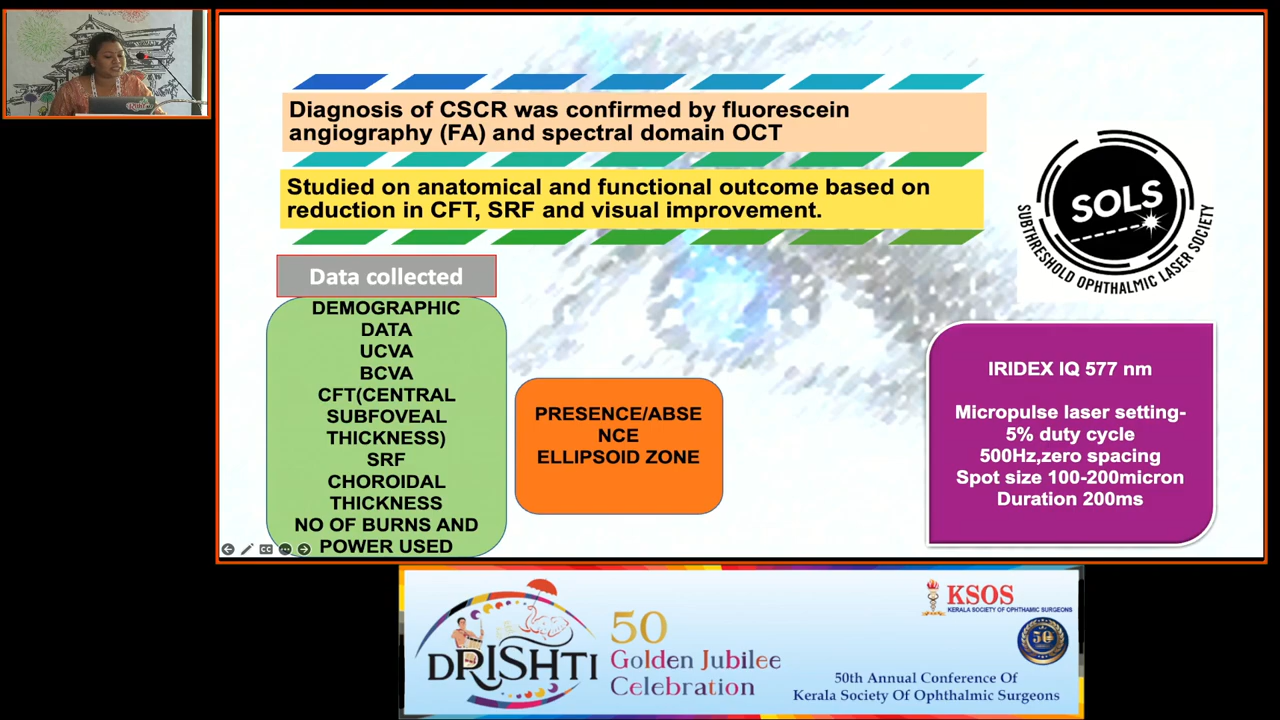 Diagnosis of CSCR was confirmed by fluorescein
angiography (FA) and spectral domain OCT
Studied on anatomical and functional outcome based on
reduction in CFT, SRF and visual improvement.
SOLS
SUBTHRESHOLD OPHTHALMIC LASER SOCIETY
Data collected
DEMOGRAPHIC
DATA
UCVA
BCVA
CFT(CENTRAL
SUBFOVEAL
THICKNESS)
SRF
CHOROIDAL
THICKNESS
NO OF BURNS AND
POWER USED
PRESENCE/ABSE
NCE
ELLIPSOID ZONE
IRIDEX IQ 577 nm
Micropulse laser setting-
5% duty cycle
500Hz,zero spacing
Spot size 100-200micron
Duration 200ms
CC
DRISHTI
50
Golden Jubilee
Celebration
KSOS
KERALA SOCIETY OF OPHTHAMIC SURGEONS
50
50th Annual Conference Of
Kerala Society Of Ophthalmic Surgeons